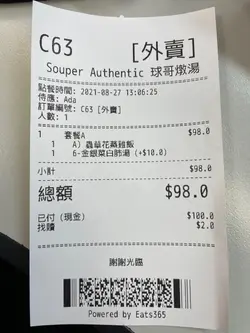 C63 [外賣]
Souper Authentic 球哥燉湯
點餐時間: 2021-08-27 13:06:25
侍應: Ada
訂單編號: C63 [外賣]
人數: 1
1 套餐A $98.0
1 A) 蟲草花蒸雞飯
1 6-金銀菜白肺湯 (+$10.0)
小計 $98.0
總額 $98.0
已付 (現金) $100.0
找贖 $2.0
謝謝光臨
Powered by Eats365